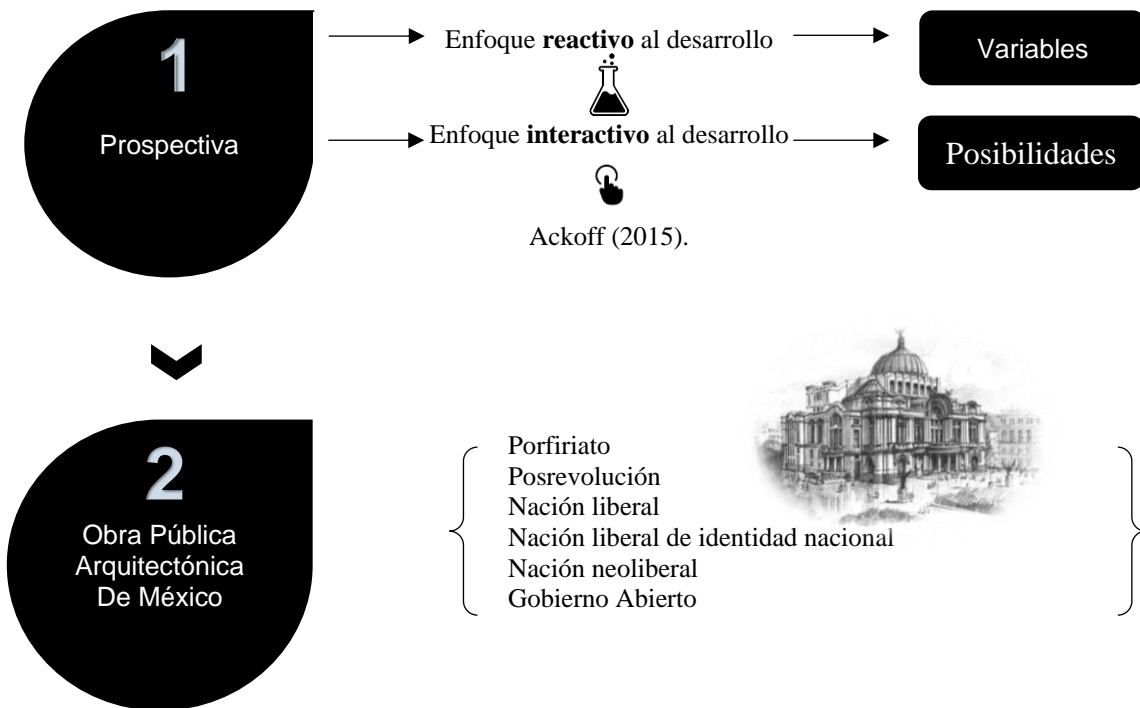 1
Prospectiva
Enfoque reactivo al desarrollo
Variables
Enfoque interactivo al desarrollo
Posibilidades
Ackoff (2015).
2
Obra Pública
Arquitectónica
De México
Porfiriato
Posrevolución
Nación liberal
Nación liberal de identidad nacional
Nación neoliberal
Gobierno Abierto